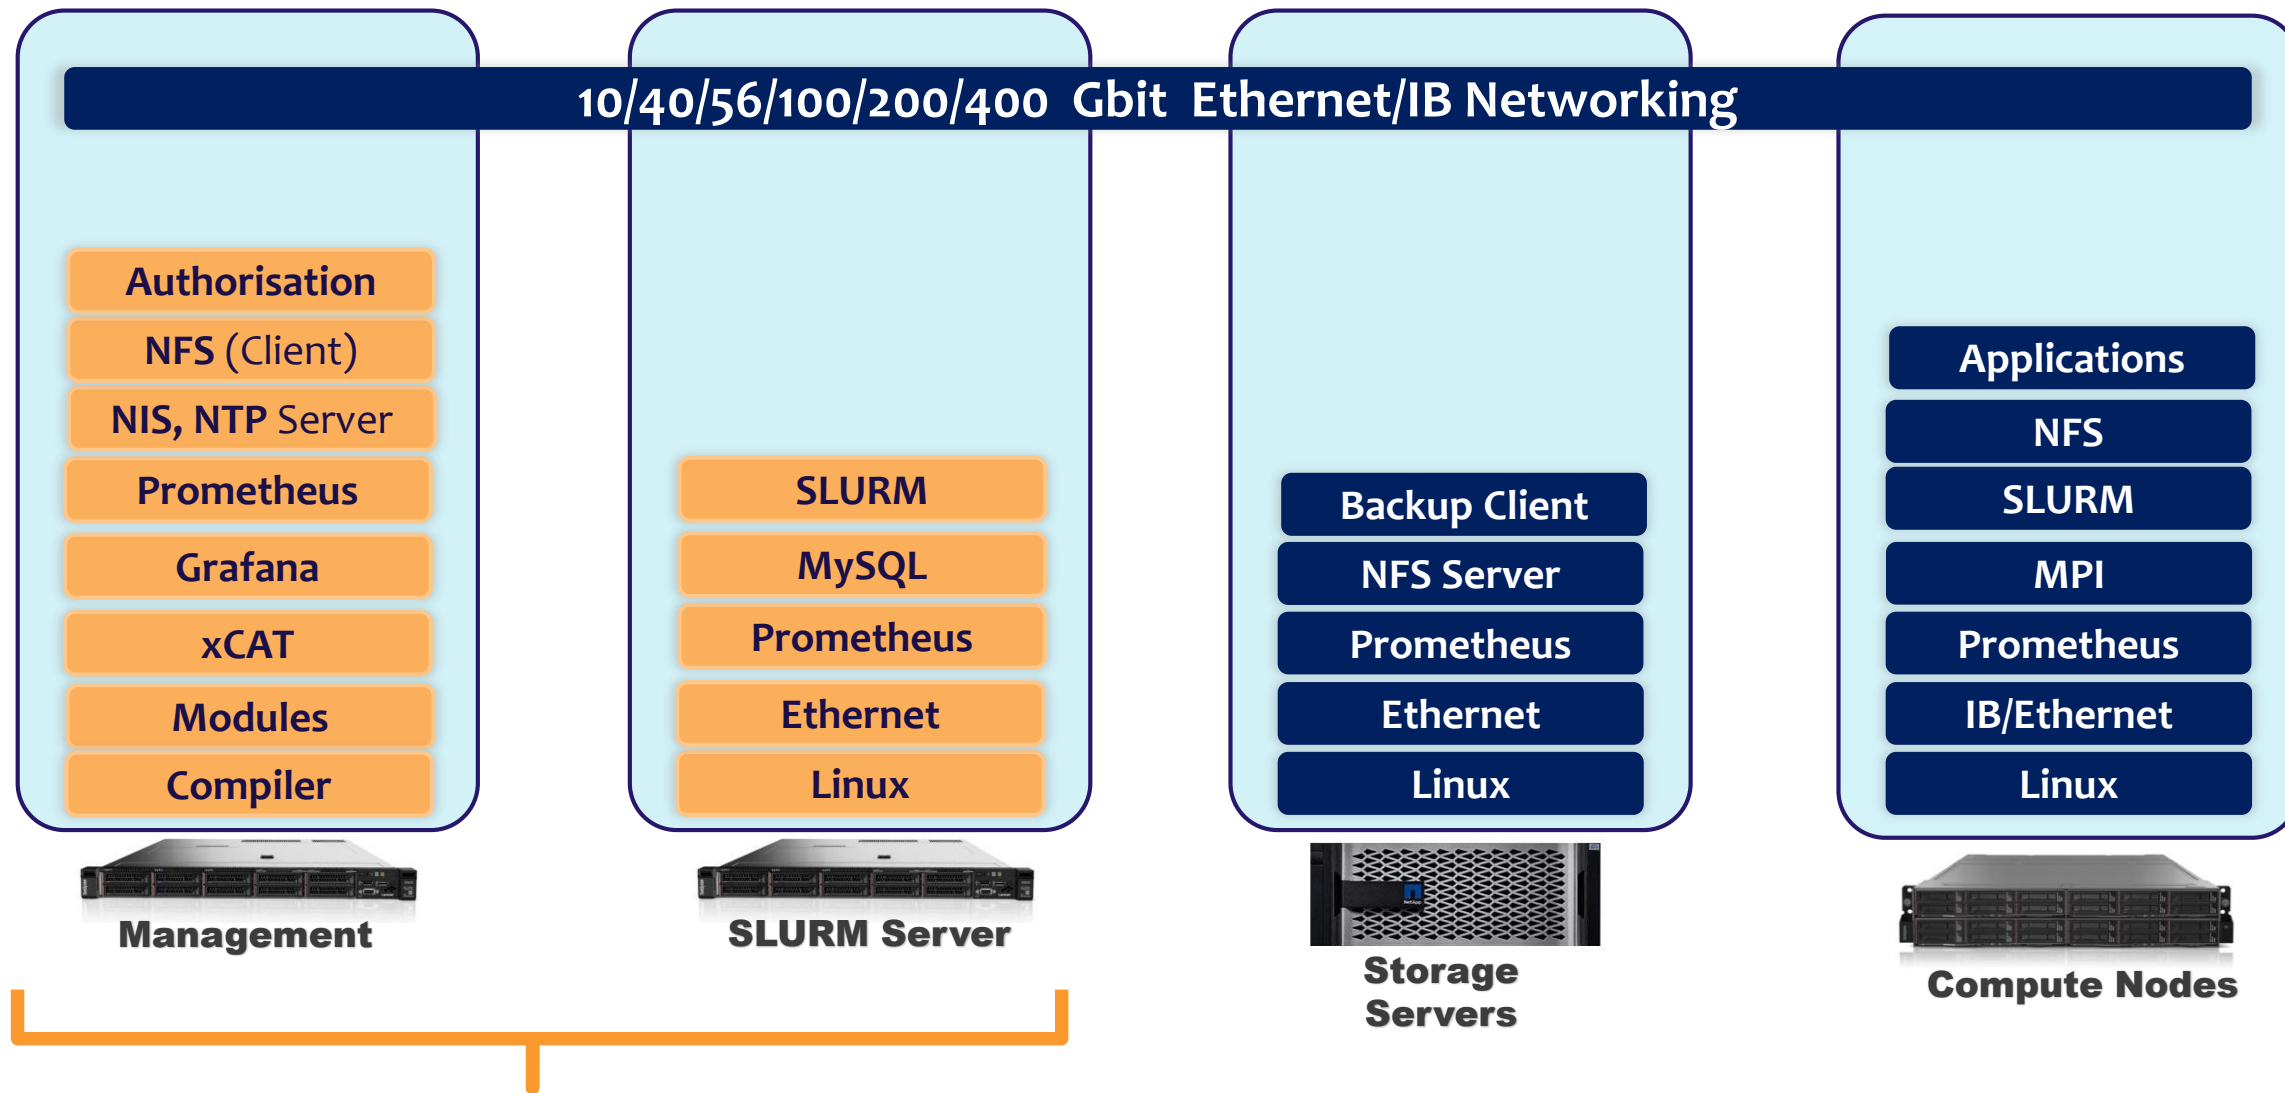 10/40/56/100/200/400 Gbit Ethernet/IB Networking
Authorisation
NFS (Client)
NIS, NTP Server
Prometheus
Grafana
xCAT
Modules
Compiler
Management
SLURM
MySQL
Prometheus
Ethernet
Linux
SLURM Server
Backup Client
NFS Server
Prometheus
Ethernet
Linux
NetApp
Storage
Servers
Applications
NFS
SLURM
MPI
Prometheus
IB/Ethernet
Linux
Compute Nodes